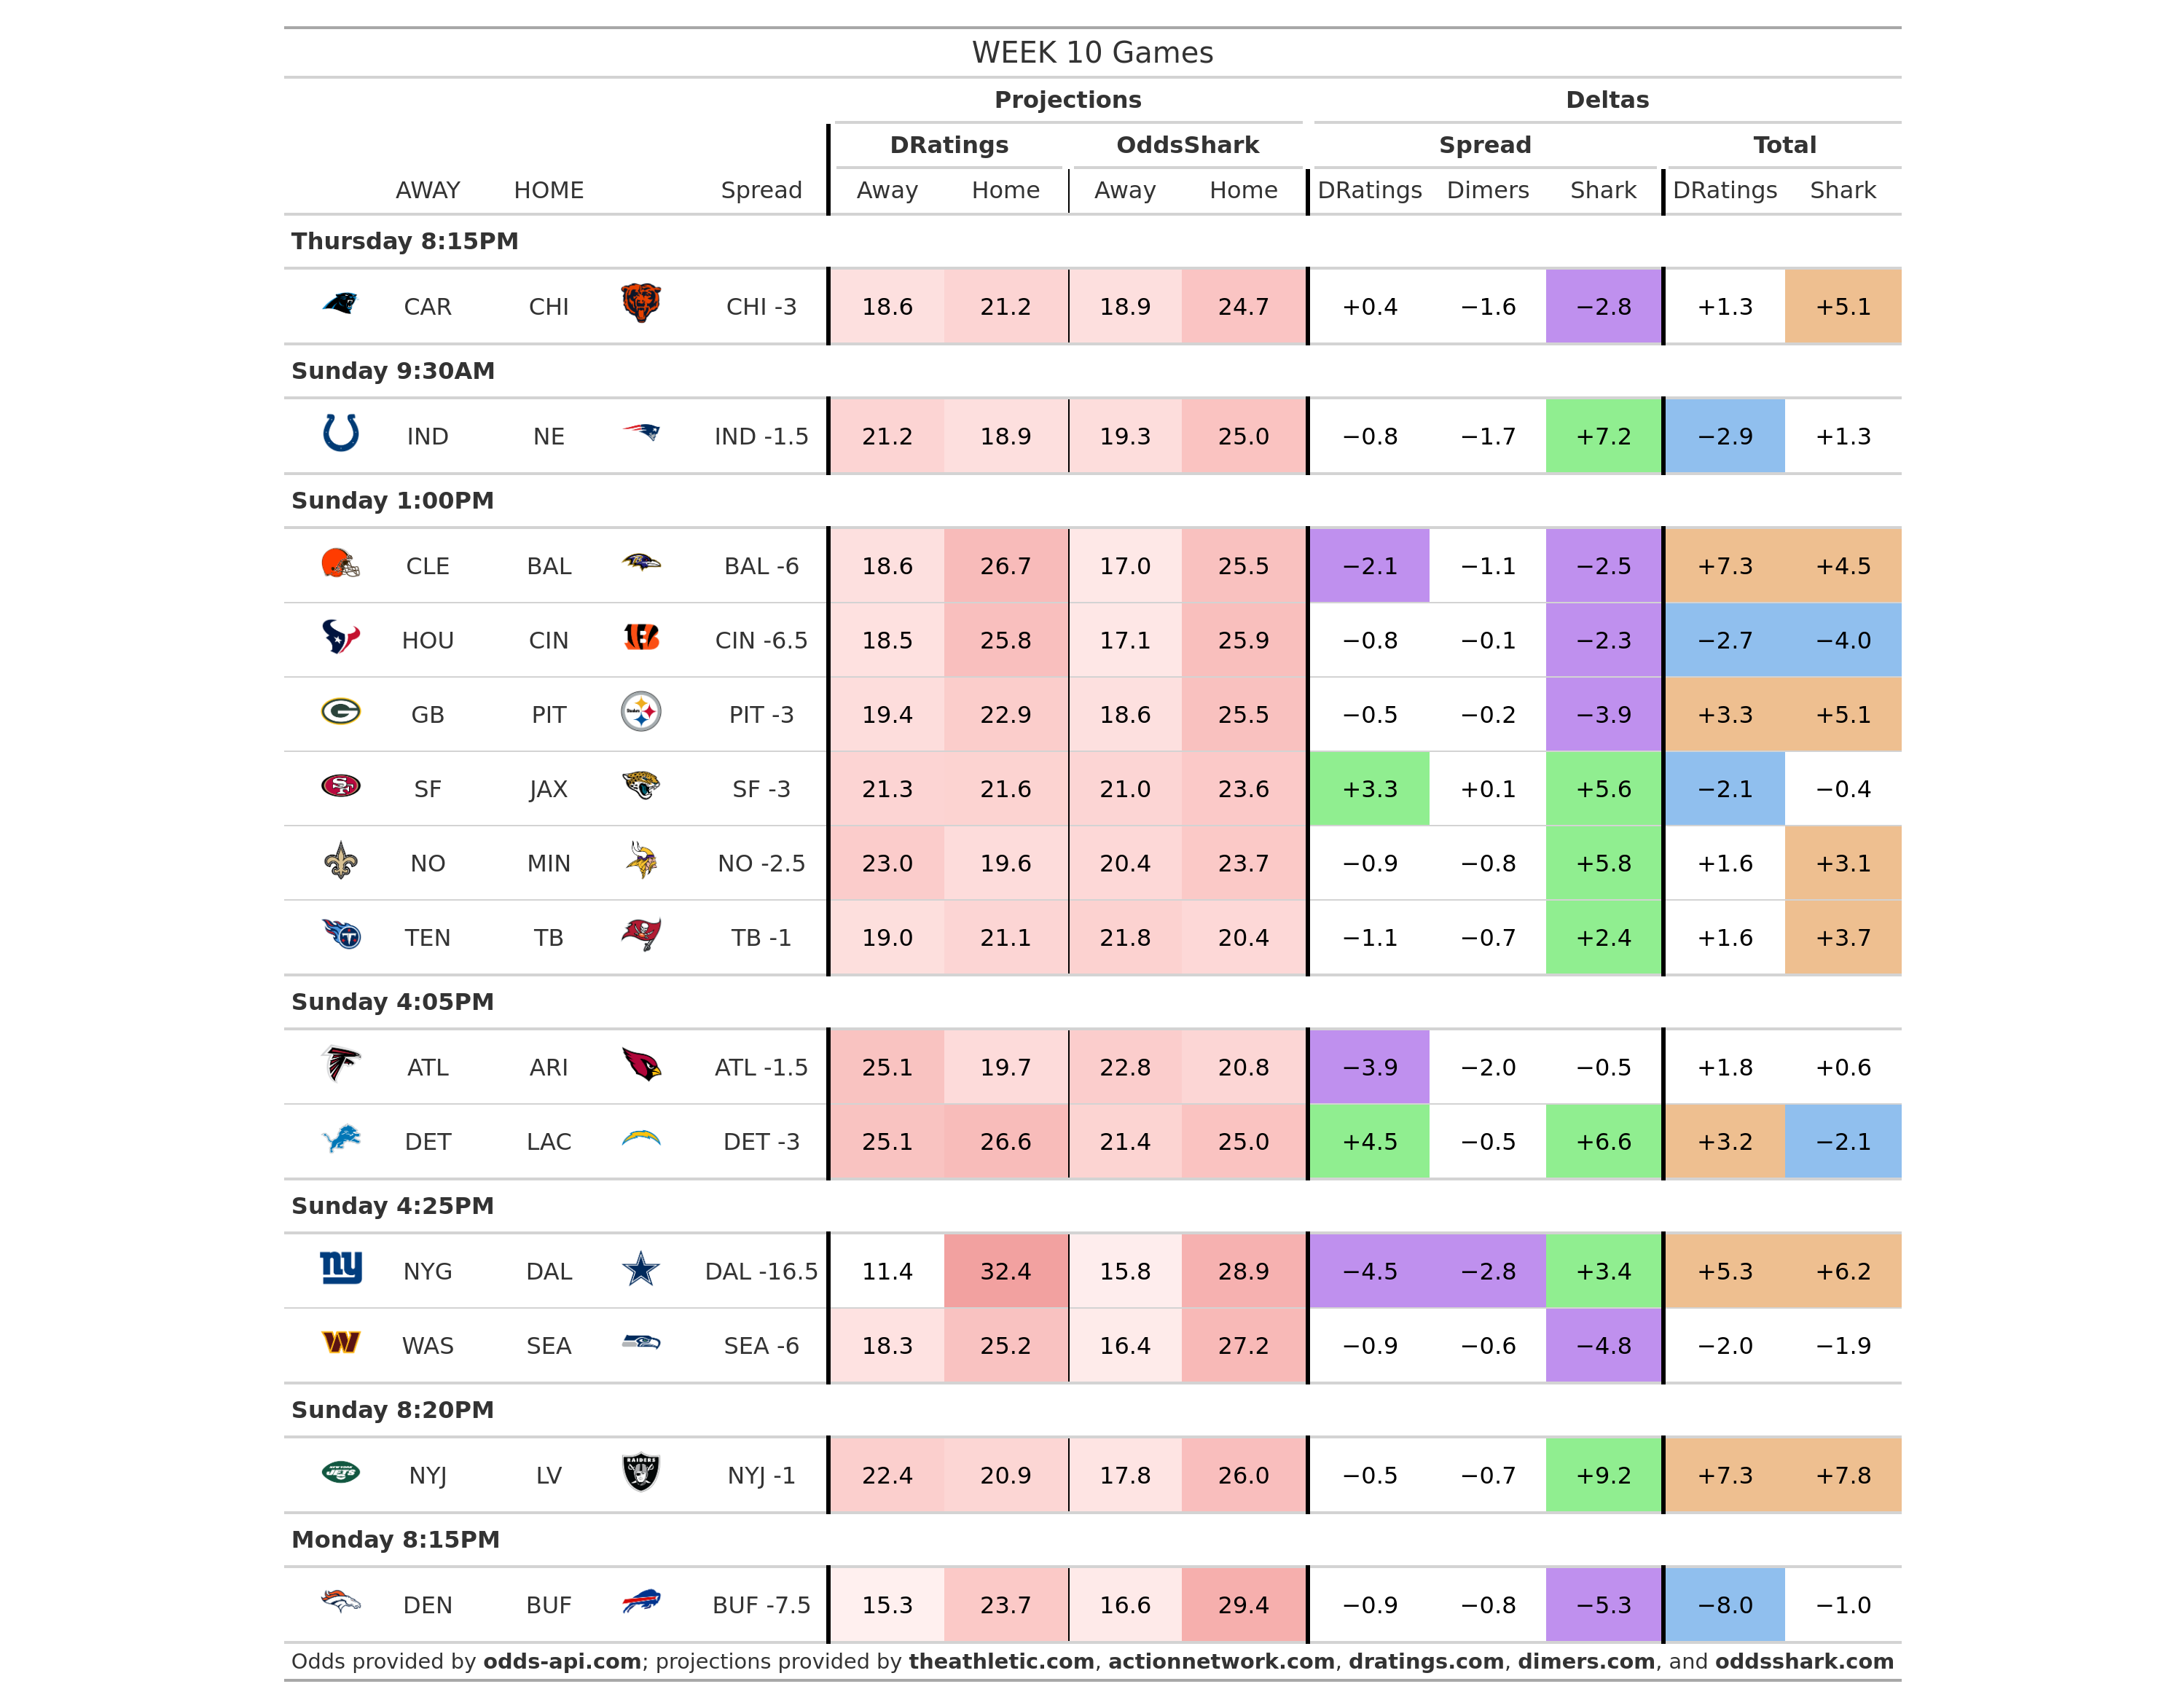 WEEK 10 Games
Projections Deltas
DRatings OddsShark Spread Total
AWAY HOME Spread Away Home Away Home DRatings Dimers Shark DRatings Shark
Thursday 8:15PM
CAR CHI CHI -3 18.6 21.2 18.9 24.7 +0.4 −1.6 −2.8 +1.3 +5.1
Sunday 9:30AM
IND NE IND -1.5 21.2 18.9 19.3 25.0 −0.8 −1.7 +7.2 −2.9 +1.3
Sunday 1:00PM
CLE BAL BAL -6 18.6 26.7 17.0 25.5 −2.1 −1.1 −2.5 +7.3 +4.5
HOU CIN CIN -6.5 18.5 25.8 17.1 25.9 −0.8 −0.1 −2.3 −2.7 −4.0
GB PIT PIT -3 19.4 22.9 18.6 25.5 −0.5 −0.2 −3.9 +3.3 +5.1
SF JAX SF -3 21.3 21.6 21.0 23.6 +3.3 +0.1 +5.6 −2.1 −0.4
NO MIN NO -2.5 23.0 19.6 20.4 23.7 −0.9 −0.8 +5.8 +1.6 +3.1
TEN TB TB -1 19.0 21.1 21.8 20.4 −1.1 −0.7 +2.4 +1.6 +3.7
Sunday 4:05PM
ATL ARI ATL -1.5 25.1 19.7 22.8 20.8 −3.9 −2.0 −0.5 +1.8 +0.6
DET LAC DET -3 25.1 26.6 21.4 25.0 +4.5 −0.5 +6.6 +3.2 −2.1
Sunday 4:25PM
NYG DAL DAL -16.5 11.4 32.4 15.8 28.9 −4.5 −2.8 +3.4 +5.3 +6.2
WAS SEA SEA -6 18.3 25.2 16.4 27.2 −0.9 −0.6 −4.8 −2.0 −1.9
Sunday 8:20PM
NYJ LV NYJ -1 22.4 20.9 17.8 26.0 −0.5 −0.7 +9.2 +7.3 +7.8
Monday 8:15PM
DEN BUF BUF -7.5 15.3 23.7 16.6 29.4 −0.9 −0.8 −5.3 −8.0 −1.0
Odds provided by odds-api.com; projections provided by theathletic.com, actionnetwork.com, dratings.com, dimers.com, and oddsshark.com